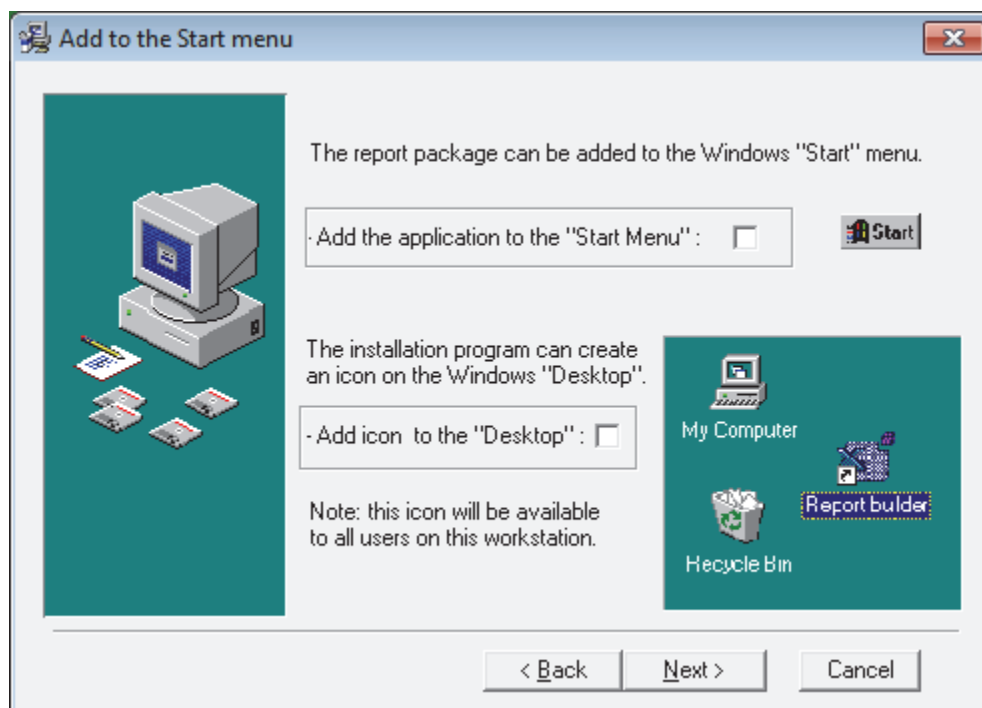 Add to the Start menu
The report package can be added to the Windows "Start" menu.
- Add the application to the "Start Menu" :
Start
The installation program can create
an icon on the Windows "Desktop".
- Add icon  to the "Desktop" :
Note: this icon will be available
to all users on this workstation.
My Computer
Report builder
Recycle Bin
< Back
Next >
Cancel